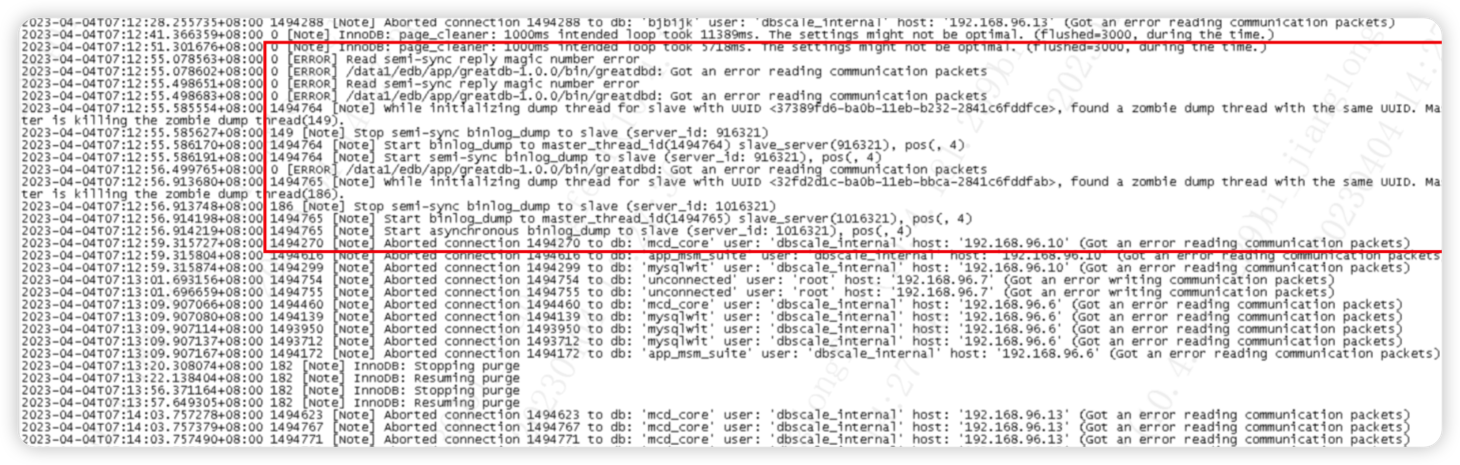 2023-04-04T07:12:28.255735+08:00 1494288 [Note] Aborted connection 1494288 to db: 'bjbijk' user: 'dbscale_internal' host: '192.168.96.13' (Got an error reading communication packets)
2023-04-04T07:12:41.366359+08:00 0 [Note] InnoDB: page_cleaner: 1000ms intended loop took 11389ms. The settings might not be optimal. (flushed=3000, during the time.)
2023-04-04T07:12:51.301676+08:00 0 [Note] InnoDB: page_cleaner: 1000ms intended loop took 5718ms. The settings might not be optimal. (flushed=3000, during the time.)
2023-04-04T07:12:55.078563+08:00 0 [ERROR] Read semi-sync reply magic number error
2023-04-04T07:12:55.078602+08:00 0 [ERROR] /data1/edb/app/greatdb-1.0.0/bin/greatdbd: Got an error reading communication packets
2023-04-04T07:12:55.498651+08:00 0 [ERROR] Read semi-sync reply magic number error
2023-04-04T07:12:55.498683+08:00 0 [ERROR] /data1/edb/app/greatdb-1.0.0/bin/greatdbd: Got an error reading communication packets
2023-04-04T07:12:55.585554+08:00 1494764 [Note] While initializing dump thread for slave with UUID <37389fd6-ba0b-11eb-b232-2841c6fddfce>, found a zombie dump thread with the same UUID. Ma
ter is killing the zombie dump thread(149).
2023-04-04T07:12:55.585627+08:00 149 [Note] Stop semi-sync binlog_dump to slave (server_id: 916321)
2023-04-04T07:12:55.586170+08:00 1494764 [Note] Start binlog_dump to master_thread_id(1494764) slave_server(916321), pos(, 4)
2023-04-04T07:12:55.586191+08:00 1494764 [Note] Start semi-sync binlog_dump to slave (server_id: 916321), pos(, 4)
2023-04-04T07:12:56.499765+08:00 0 [ERROR] /data1/edb/app/greatdb-1.0.0/bin/greatdbd: Got an error reading communication packets
2023-04-04T07:12:56.913680+08:00 1494765 [Note] While initializing dump thread for slave with UUID <32fd2d1c-ba0b-11eb-bbca-2841c6fddfab>, found a zombie dump thread with the same UUID. Ma
ter is killing the zombie dump thread(186).
2023-04-04T07:12:56.913748+08:00 186 [Note] Stop semi-sync binlog_dump to slave (server_id: 1016321)
2023-04-04T07:12:56.914198+08:00 1494765 [Note] Start binlog_dump to master_thread_id(1494765) slave_server(1016321), pos(, 4)
2023-04-04T07:12:56.914219+08:00 1494765 [Note] Start asynchronous binlog_dump to slave (server_id: 1016321), pos(, 4)
2023-04-04T07:12:59.315727+08:00 1494270 [Note] Aborted connection 1494270 to db: 'mcd_core' user: 'dbscale_internal' host: '192.168.96.10' (Got an error reading communication packets)
2023-04-04T07:12:59.315804+08:00 1494616 [Note] Aborted connection 1494616 to db: 'app_msm_suite' user: 'dbscale_internal' host: '192.168.96.10' (Got an error reading communication packets
2023-04-04T07:12:59.315874+08:00 1494299 [Note] Aborted connection 1494299 to db: 'mysqlwit' user: 'dbscale_internal' host: '192.168.96.10' (Got an error reading communication packets)
2023-04-04T07:13:01.693156+08:00 1494754 [Note] Aborted connection 1494754 to db: 'unconnected' user: 'root' host: '192.168.96.7' (Got an error writing communication packets)
2023-04-04T07:13:01.696659+08:00 1494755 [Note] Aborted connection 1494755 to db: 'unconnected' user: 'root' host: '192.168.96.7' (Got an error writing communication packets)
2023-04-04T07:13:09.907066+08:00 1494460 [Note] Aborted connection 1494460 to db: 'mcd_core' user: 'dbscale_internal' host: '192.168.96.6' (Got an error reading communication packets)
2023-04-04T07:13:09.907080+08:00 1494139 [Note] Aborted connection 1494139 to db: 'mysqlwit' user: 'dbscale_internal' host: '192.168.96.6' (Got an error reading communication packets)
2023-04-04T07:13:09.907114+08:00 1493950 [Note] Aborted connection 1493950 to db: 'mysqlwit' user: 'dbscale_internal' host: '192.168.96.6' (Got an error reading communication packets)
2023-04-04T07:13:09.907137+08:00 1493712 [Note] Aborted connection 1493712 to db: 'mysqlwit' user: 'dbscale_internal' host: '192.168.96.6' (Got an error reading communication packets)
2023-04-04T07:13:09.907167+08:00 1494172 [Note] Aborted connection 1494172 to db: 'app_msm_suite' user: 'dbscale_internal' host: '192.168.96.6' (Got an error reading communication packets)
2023-04-04T07:13:20.308074+08:00 182 [Note] InnoDB: Stopping purge
2023-04-04T07:13:22.138404+08:00 182 [Note] InnoDB: Resuming purge
2023-04-04T07:13:56.371164+08:00 182 [Note] InnoDB: Stopping purge
2023-04-04T07:13:57.649305+08:00 182 [Note] InnoDB: Resuming purge
2023-04-04T07:14:03.757278+08:00 1494623 [Note] Aborted connection 1494623 to db: 'mcd_core' user: 'dbscale_internal' host: '192.168.96.13' (Got an error reading communication packets)
2023-04-04T07:14:03.757379+08:00 1494767 [Note] Aborted connection 1494767 to db: 'mcd_core' user: 'dbscale_internal' host: '192.168.96.13' (Got an error reading communication packets)
2023-04-04T07:14:03.757490+08:00 1494771 [Note] Aborted connection 1494771 to db: 'mcd_core' user: 'dbscale_internal' host: '192.168.96.13' (Got an error reading communication packets)